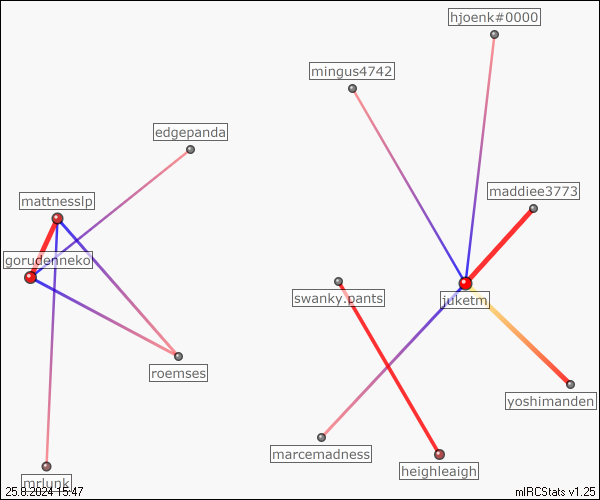 hjoenk#0000
mingus4742
edgepanda
maddiee3773
mattnesslp
gorudenneko
swanky.pants
juketm
roemses
yoshimanden
marcemadness
heighleaigh
mrlunk
25.8.2024 15:47
mIRCStats v1.25